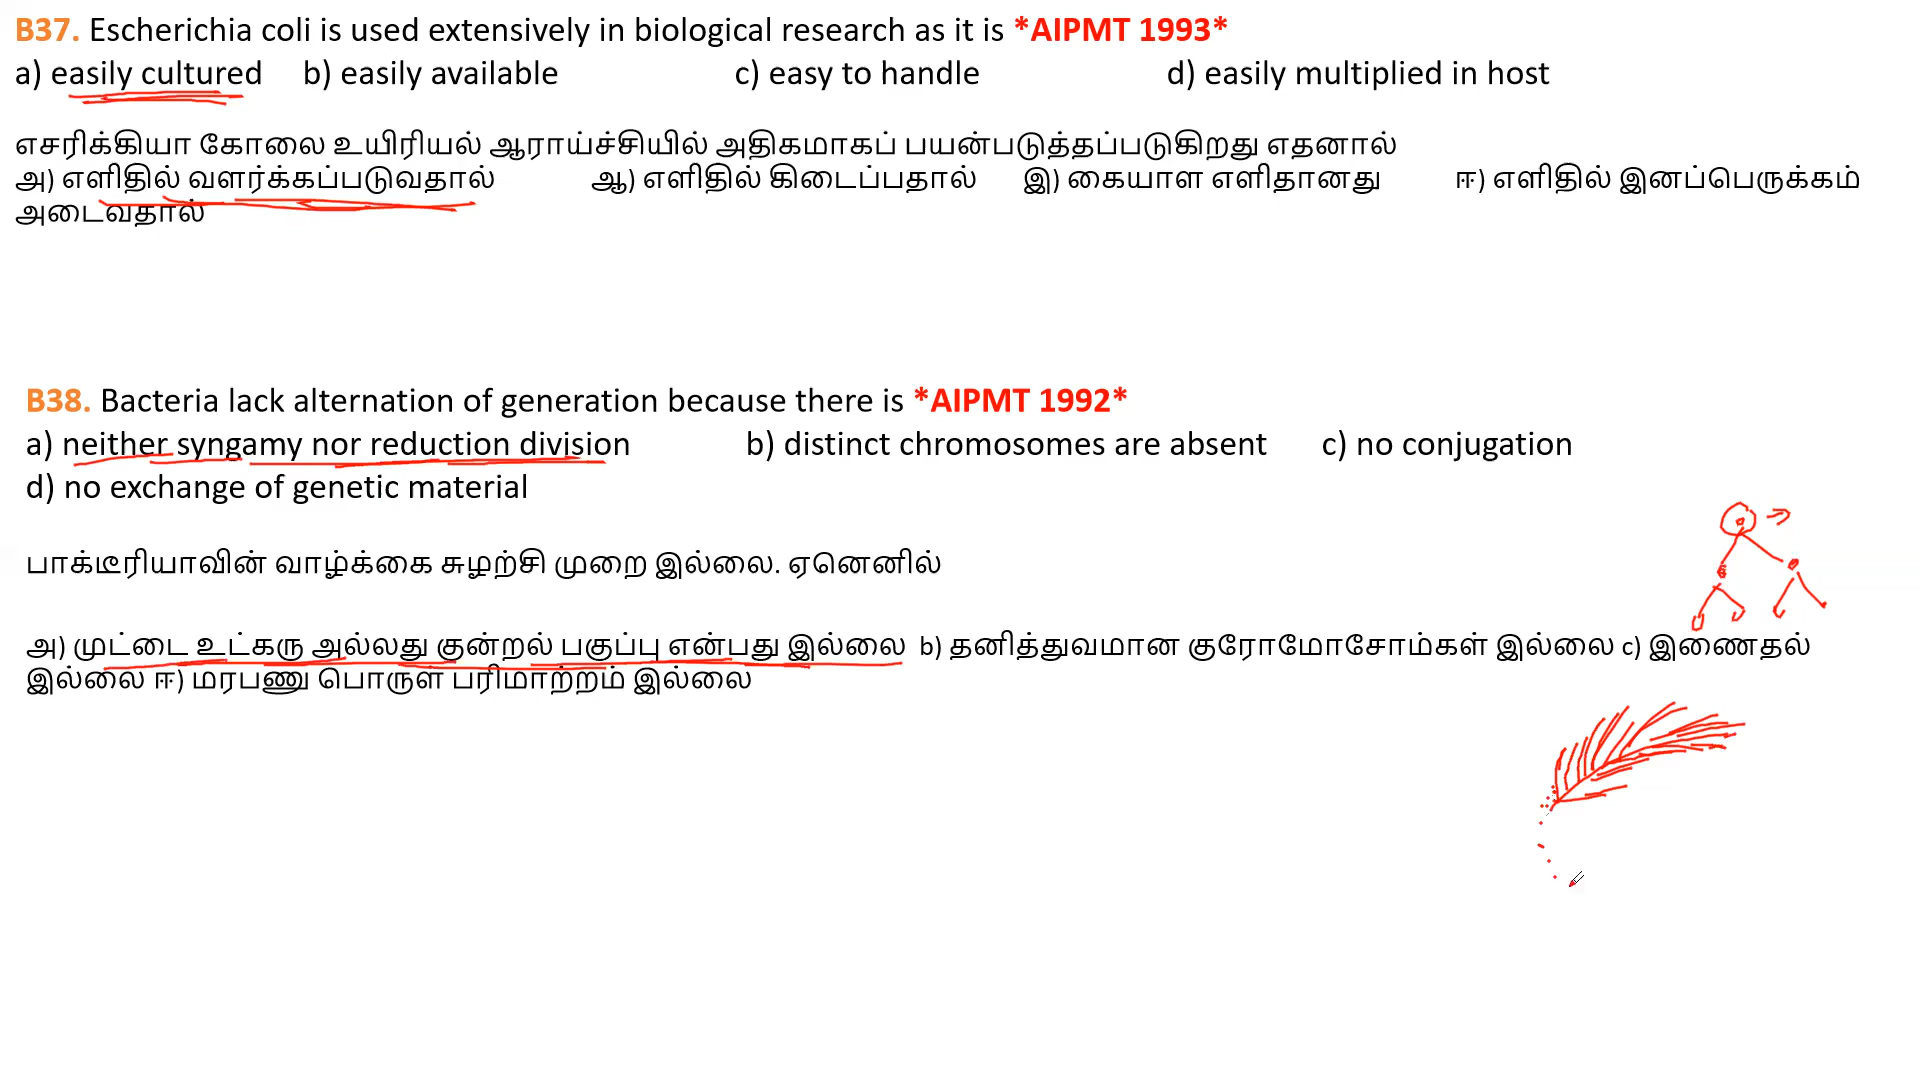 B37. Escherichia coli is used extensively in biological research as it is *AIPMT 1993*
a) easily cultured b) easily available c) easy to handle d) easily multiplied in host
எசரிக்கியா கோலை உயிரியல் ஆராய்ச்சியில் அதிகமாகப் பயன்படுத்தப்படுகிறது எதனால்
அ) எளிதில் வளர்க்கப்படுவதால் ஆ) எளிதில் கிடைப்பதால் இ) கையாள எளிதானது ஈ) எளிதில் இனப்பெருக்கம்
அடைவதால்
B38. Bacteria lack alternation of generation because there is *AIPMT 1992*
a) neither syngamy nor reduction division b) distinct chromosomes are absent c) no conjugation
d) no exchange of genetic material
பாக்டீரியாவின் வாழ்க்கை சுழற்சி முறை இல்லை. ஏனெனில்
அ) முட்டை உட்கரு அல்லது குன்றல் பகுப்பு என்பது இல்லை b) தனித்துவமான குரோமோசோம்கள் இல்லை c) இணைதல்
இல்லை ஈ) மரபணு பொருள் பரிமாற்றம் இல்லை